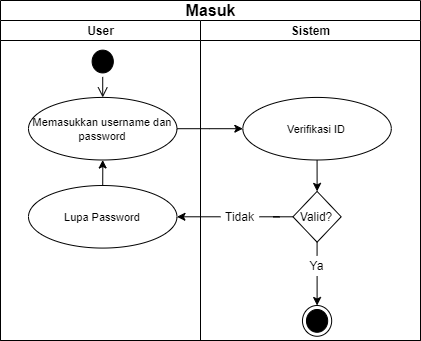 Masuk
User
Sistem
Memasukkan username dan
password
Verifikasi ID
Lupa Password
Tidak
Valid?
Ya